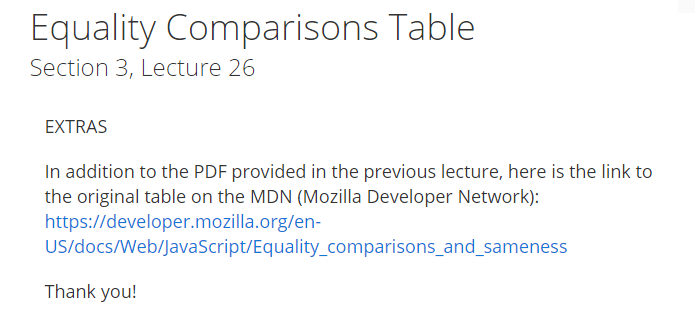 Equality Comparisons Table
Section 3, Lecture 26
EXTRAS
In addition to the PDF provided in the previous lecture, here is the link to
the original table on the MDN (Mozilla Developer Network):
https://developer.mozilla.org/en-
US/docs/Web/JavaScript/Equality_comparisons_and_sameness
Thank you!